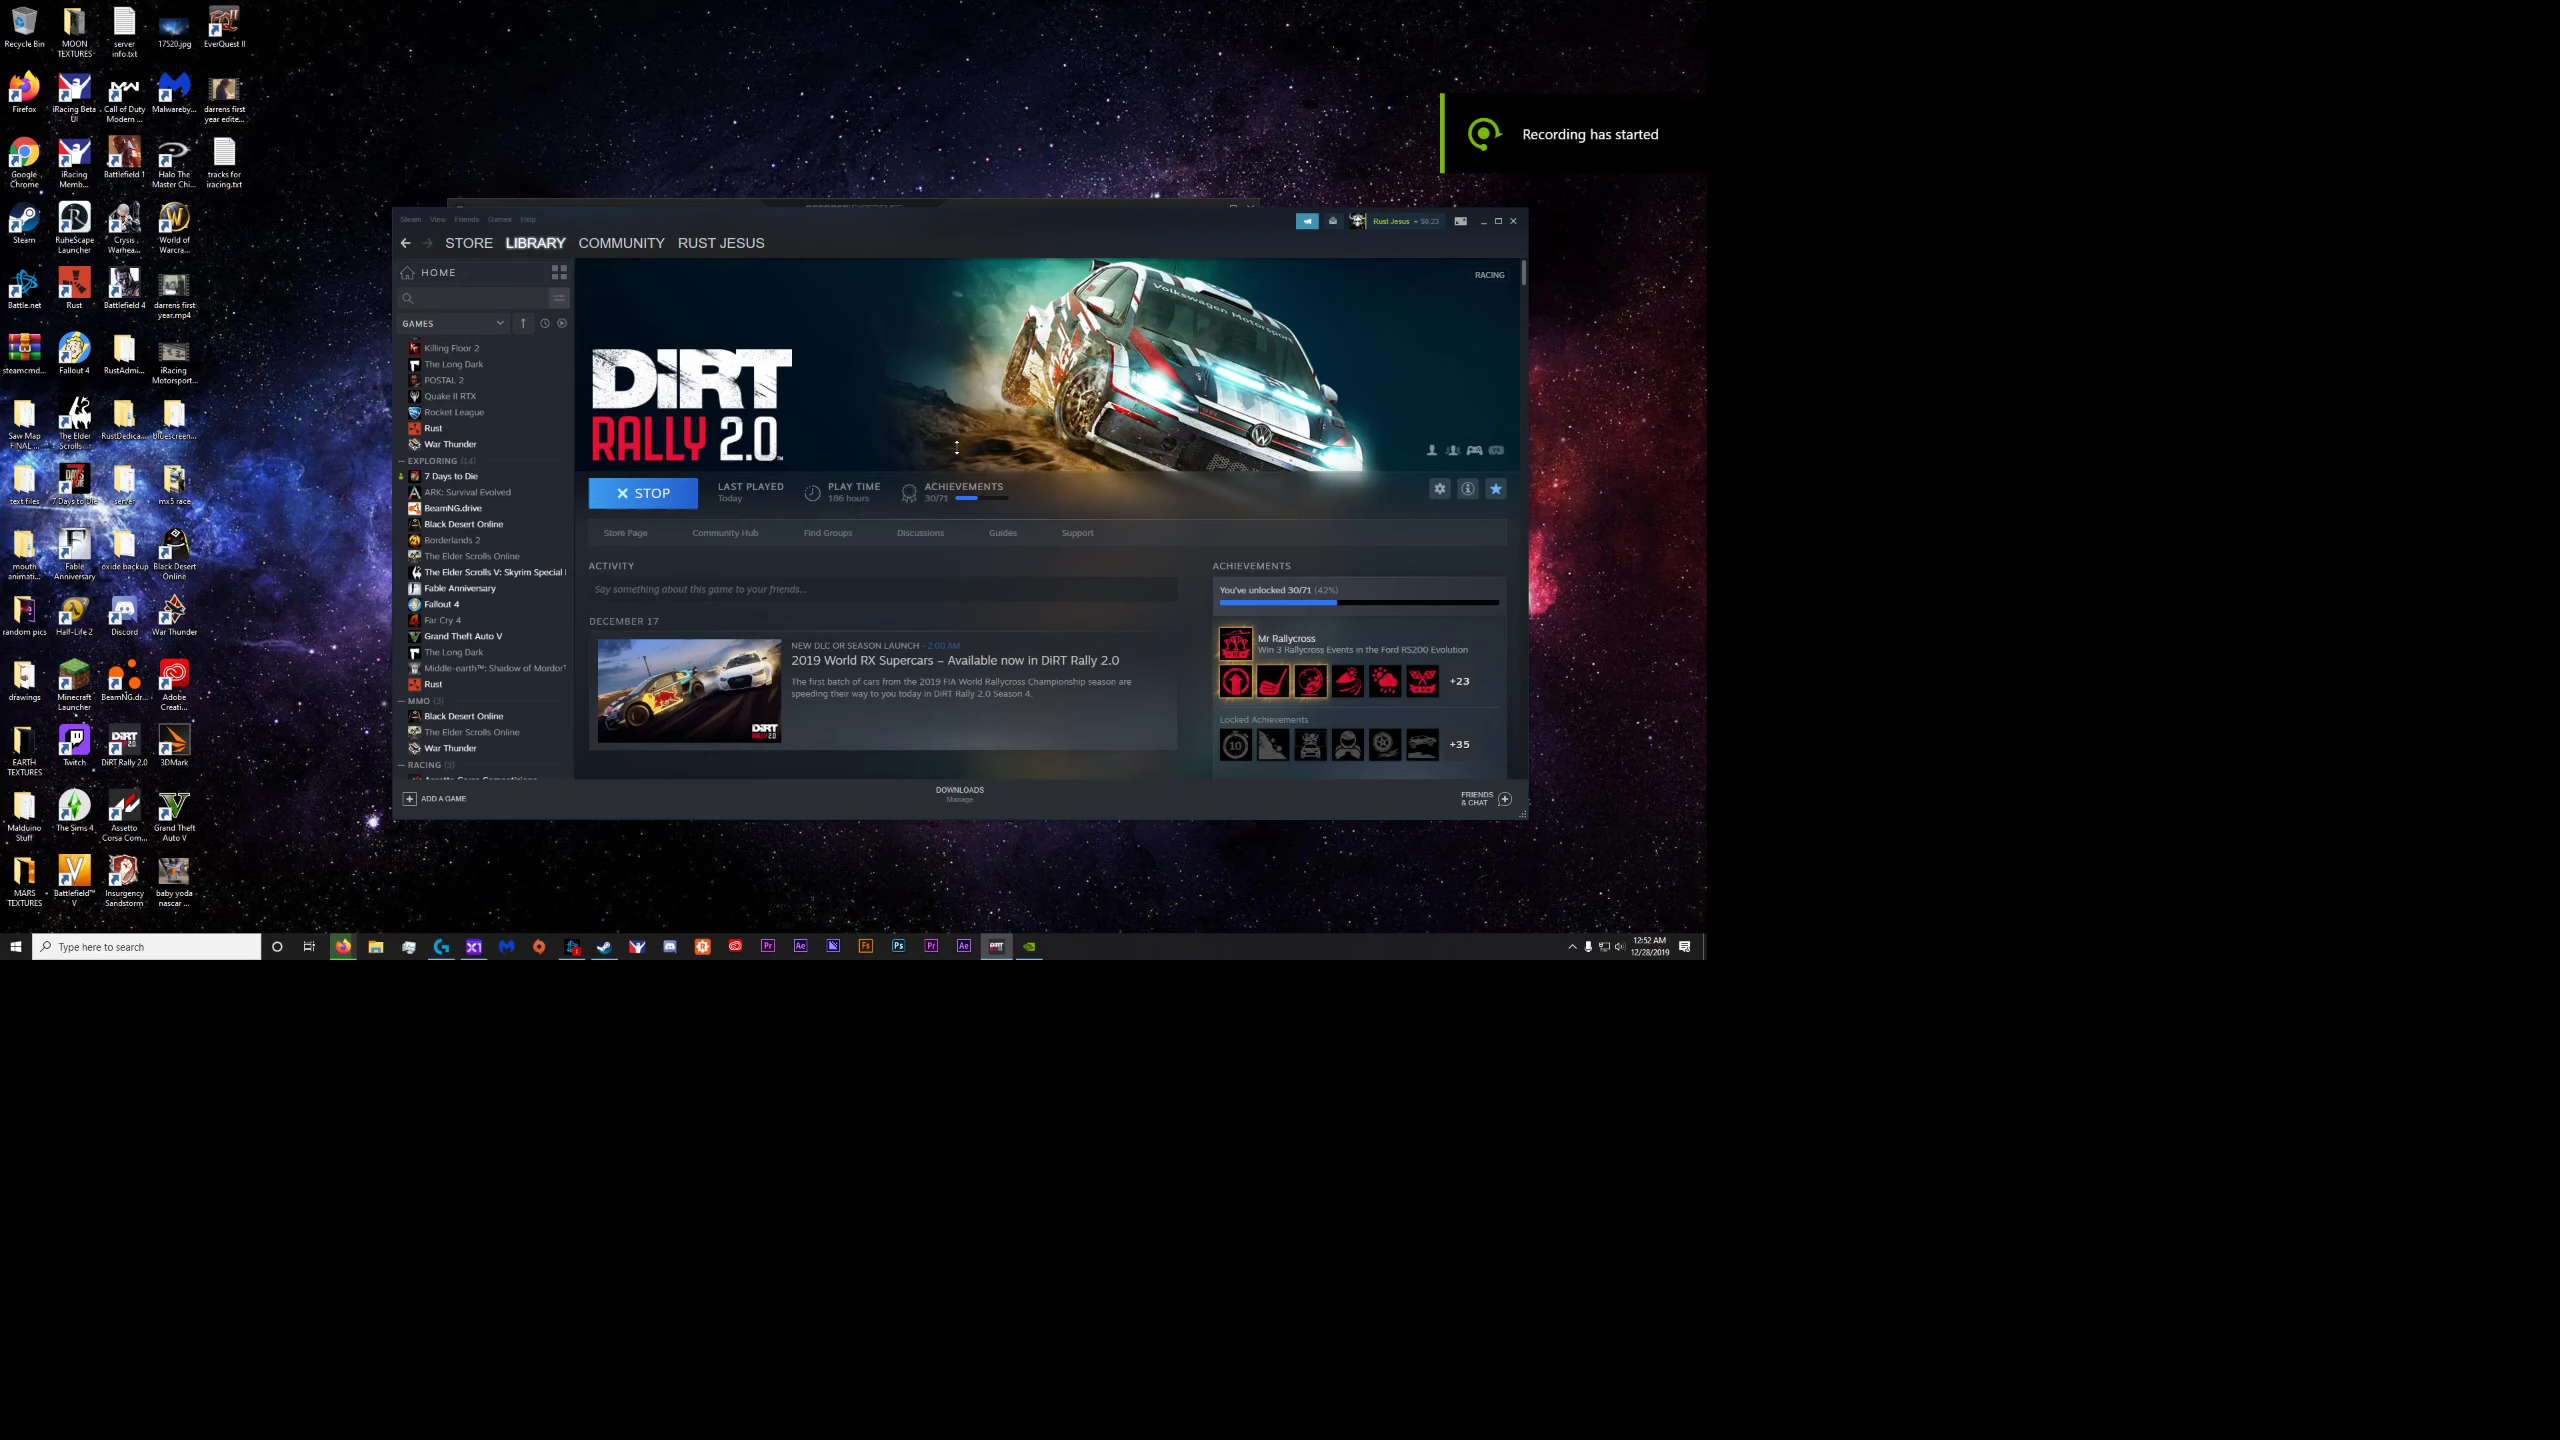 Recycle Bin
MOON TEXTURES
server info.txt
17520.jpg
EverQuest II
Firefox
iRacing Beta UI
Call of Duty Modern ...
Malwareby...
darrens first year edite...
Google Chrome
iRacing Memb...
Battlefield 1
Halo The Master Chi...
tracks for iracing.txt
Steam
RuneScape Launcher
Crysis Warhea...
World of Warcra...
Battle.net
Rust
Battlefield 4
darrens first year.mp4
steamcmd...
Fallout 4
RustAdmi...
iRacing Motorsport...
Saw Map FINAL ...
The Elder Scrolls ...
RustDedica...
bluescreen...
text files
7 Days to Die
server
mx5 race
mouth animati...
Fable Anniversary
oxide backup
Black Desert Online
random pics
Half-Life 2
Discord
War Thunder
drawings
Minecraft Launcher
BeamNG.dr...
Adobe Creati...
EARTH TEXTURES
Twitch
DiRT Rally 2.0
3DMark
Malduino Stuff
The Sims 4
Assetto Corsa Com...
Grand Theft Auto V
MARS TEXTURES
Battlefield™ V
Insurgency Sandstorm
baby yoda nascar ...
Recording has started
Steam View Friends Games Help
Rust Jesus $0.23
STORE LIBRARY COMMUNITY RUST JESUS
HOME
GAMES
Killing Floor 2
The Long Dark
POSTAL 2
Quake II RTX
Rocket League
Rust
War Thunder
EXPLORING (14)
7 Days to Die
ARK: Survival Evolved
BeamNG.drive
Black Desert Online
Borderlands 2
The Elder Scrolls Online
The Elder Scrolls V: Skyrim Special
Fable Anniversary
Fallout 4
Far Cry 4
Grand Theft Auto V
The Long Dark
Middle-earth™: Shadow of Mordor
Rust
MMO (3)
Black Desert Online
The Elder Scrolls Online
War Thunder
RACING (3)
ADD A GAME
RACING
Volkswagen Motorsport
DiRT
RALLY 2.0
STOP
LAST PLAYED
Today
PLAY TIME
186 hours
ACHIEVEMENTS
30/71
Store Page Community Hub Find Groups Discussions Guides Support
ACTIVITY
Say something about this game to your friends...
DECEMBER 17
NEW DLC OR SEASON LAUNCH - 2:00 AM
2019 World RX Supercars – Available now in DiRT Rally 2.0
The first batch of cars from the 2019 FIA World Rallycross Championship season are
speeding their way to you today in DiRT Rally 2.0 Season 4.
ACHIEVEMENTS
You've unlocked 30/71 (42%)
Mr Rallycross
Win 3 Rallycross Events in the Ford RS200 Evolution
+23
Locked Achievements
10
+35
DOWNLOADS
Manage
FRIENDS
& CHAT
Type here to search
12:52 AM
12/28/2019